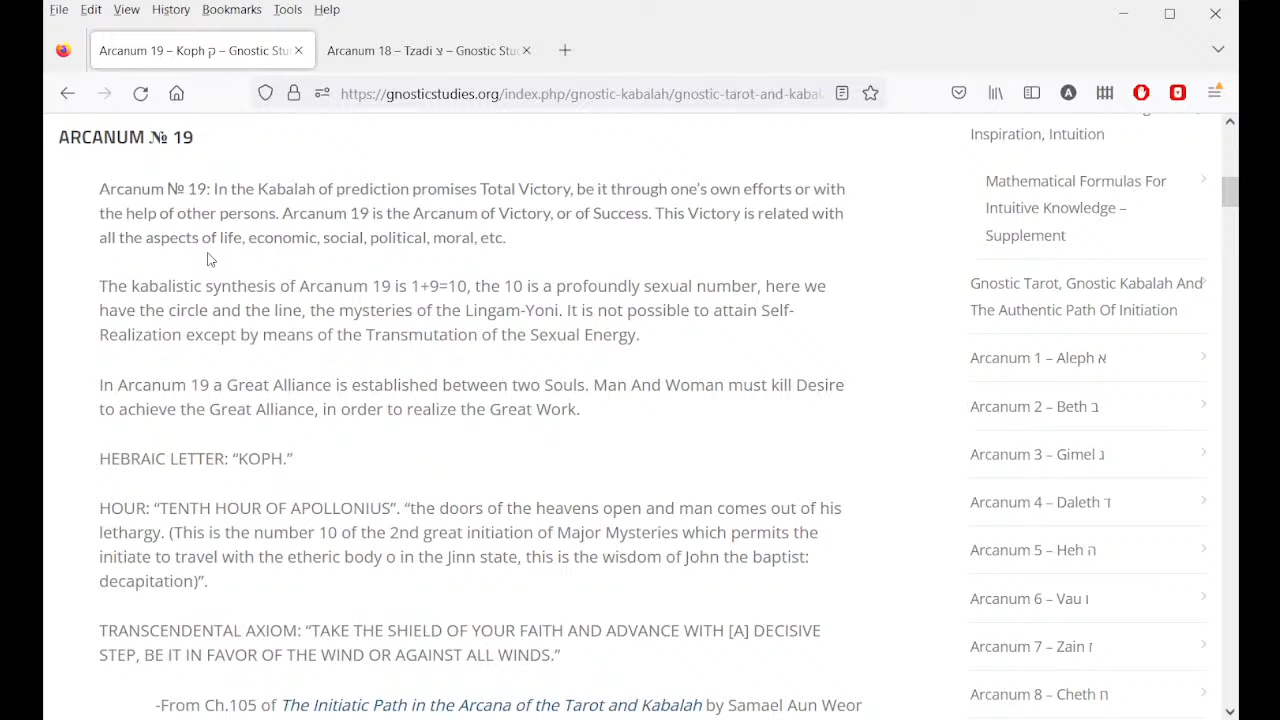 File Edit View History Bookmarks Tools Help
Arcanum 19 – Koph ק – Gnostic Stu
Arcanum 18 – Tzadi צ – Gnostic Stu
https://gnosticstudies.org/index.php/gnostic-kabalah/gnostic-tarot-and-kabal
ARCANUM № 19
Arcanum № 19: In the Kabalah of prediction promises Total Victory, be it through one's own efforts or with
the help of other persons. Arcanum 19 is the Arcanum of Victory, or of Success. This Victory is related with
all the aspects of life, economic, social, political, moral, etc.
The kabalistic synthesis of Arcanum 19 is 1+9=10, the 10 is a profoundly sexual number, here we
have the circle and the line, the mysteries of the Lingam-Yoni. It is not possible to attain Self-
Realization except by means of the Transmutation of the Sexual Energy.
In Arcanum 19 a Great Alliance is established between two Souls. Man And Woman must kill Desire
to achieve the Great Alliance, in order to realize the Great Work.
HEBRAIC LETTER: “KOPH.”
HOUR: “TENTH HOUR OF APOLLONIUS”. “the doors of the heavens open and man comes out of his
lethargy. (This is the number 10 of the 2nd great initiation of Major Mysteries which permits the
initiate to travel with the etheric body o in the Jinn state, this is the wisdom of John the baptist:
decapitation)”.
TRANSCENDENTAL AXIOM: “TAKE THE SHIELD OF YOUR FAITH AND ADVANCE WITH [A] DECISIVE
STEP, BE IT IN FAVOR OF THE WIND OR AGAINST ALL WINDS.”
-From Ch.105 of The Initiatic Path in the Arcana of the Tarot and Kabalah by Samael Aun Weor
Inspiration, Intuition
Mathematical Formulas For
Intuitive Knowledge –
Supplement
Gnostic Tarot, Gnostic Kabalah And
The Authentic Path Of Initiation
Arcanum 1 – Aleph א
Arcanum 2 – Beth ב
Arcanum 3 – Gimel ג
Arcanum 4 – Daleth ד
Arcanum 5 – Heh ה
Arcanum 6 – Vau ו
Arcanum 7 – Zain ז
Arcanum 8 – Cheth ח